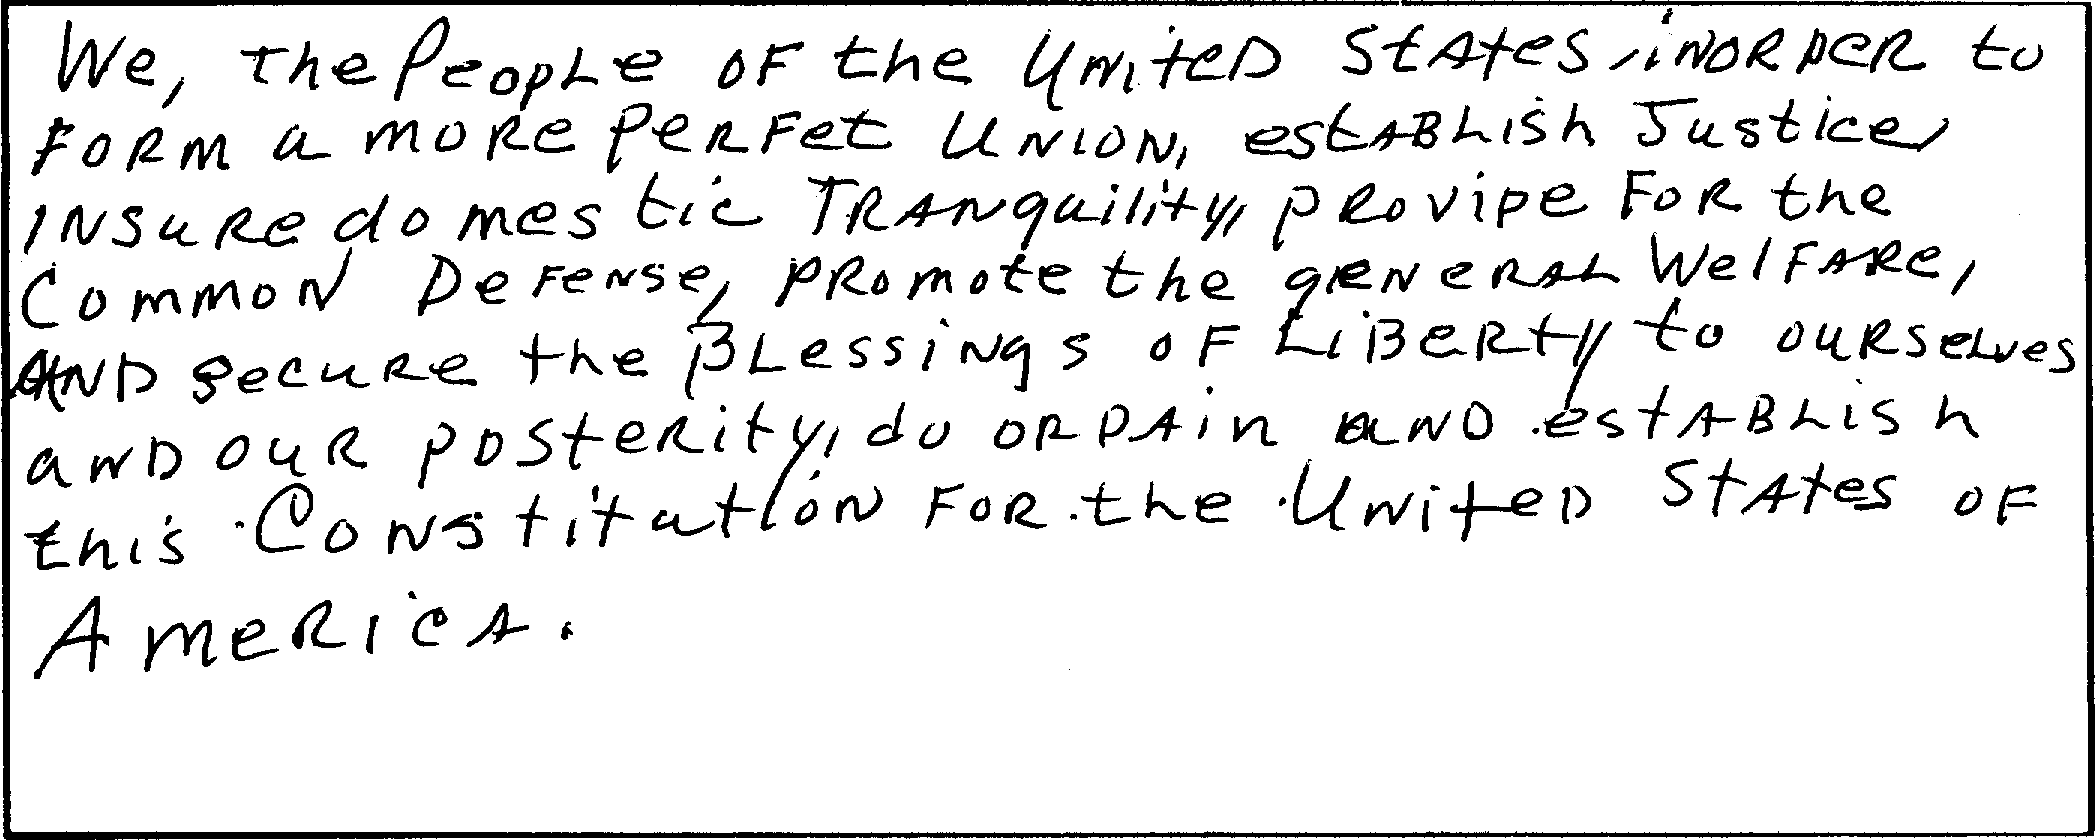 We, the People of the United States, in order to
form a more perfet Union, establish Justice,
insure domestic Tranquility, provide for the
Common Defense, promote the general Welfare,
and secure the Blessings of Liberty to ourselves
and our posterity, do ordain and establish
this Constitution for the United States of
America.